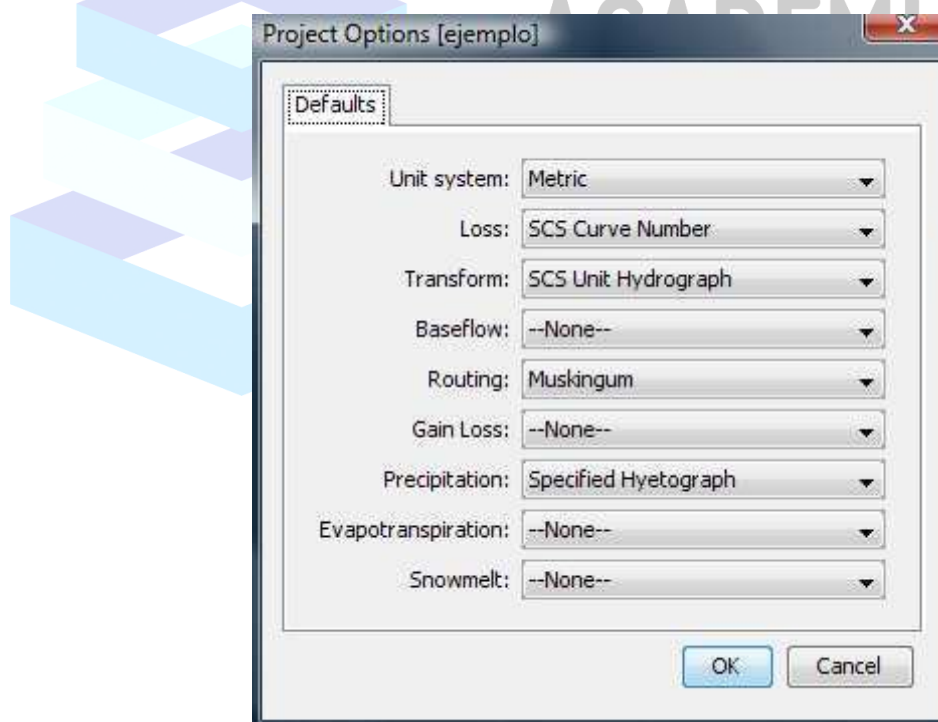 Project Options [ejemplo]
Defaults
Unit system: Metric
Loss: SCS Curve Number
Transform: SCS Unit Hydrograph
Baseflow: --None--
Routing: Muskingum
Gain Loss: --None--
Precipitation: Specified Hyetograph
Evapotranspiration: --None--
Snowmelt: --None--
OK Cancel